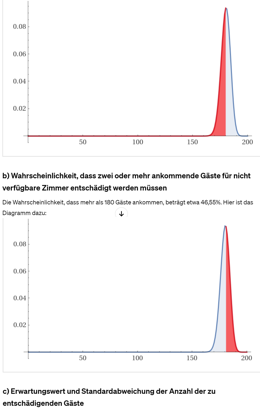 0.08
0.06
0.04
0.02
50 100 150 200
b) Wahrscheinlichkeit, dass zwei oder mehr ankommende Gäste für nicht
verfügbare Zimmer entschädigt werden müssen
Die Wahrscheinlichkeit, dass mehr als 180 Gäste ankommen, beträgt etwa 46,55%. Hier ist das
Diagramm dazu:
0.08
0.06
0.04
0.02
50 100 150 200
c) Erwartungswert und Standardabweichung der Anzahl der zu
entschädigenden Gäste